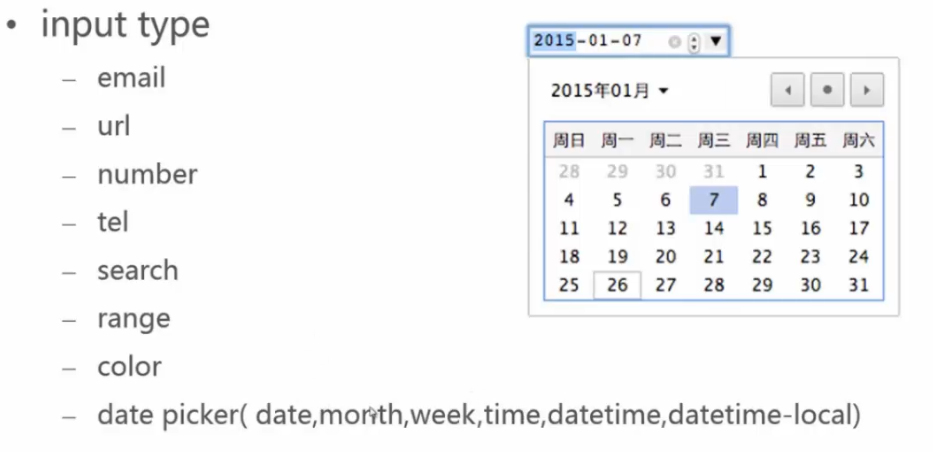 • input type
– email
– url
– number
– tel
– search
– range
– color
– date picker( date,month,week,time,datetime,datetime-local)
2015-01-07
2015年01月
周日 周一 周二 周三 周四 周五 周六
28 29 30 31 1 2 3
4 5 6 7 8 9 10
11 12 13 14 15 16 17
18 19 20 21 22 23 24
25 26 27 28 29 30 31